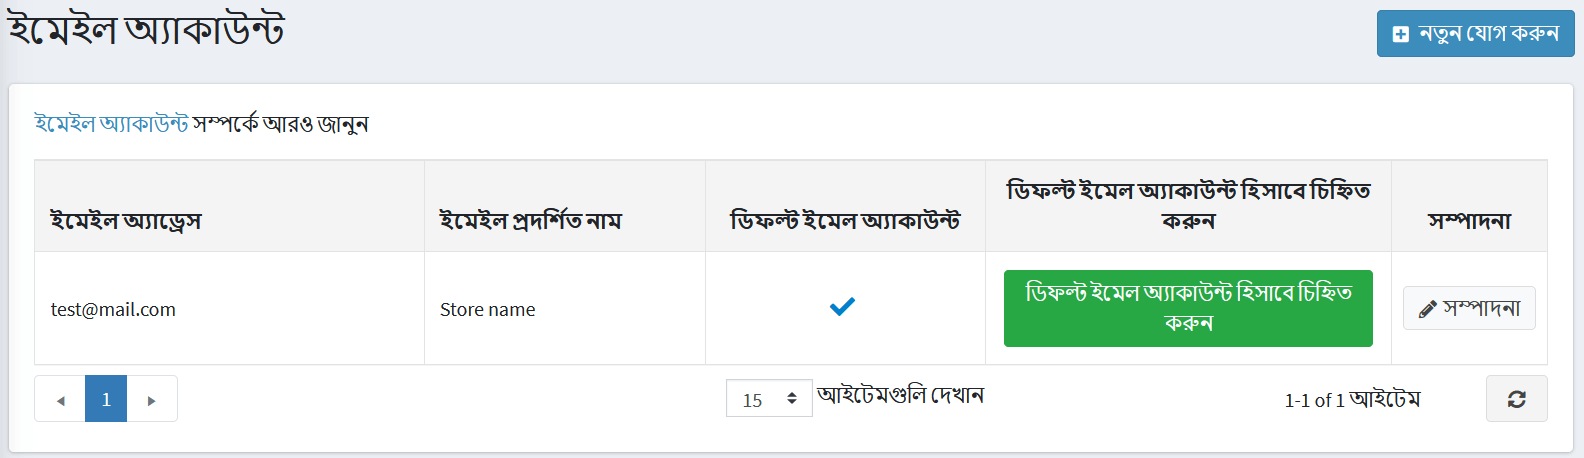 ইমেইল অ্যাকাউন্ট
নতুন যোগ করুন
ইমেইল অ্যাকাউন্ট সম্পর্কে আরও জানুন
ইমেইল অ্যাড্রেস
ইমেইল প্রদর্শিত নাম
ডিফল্ট ইমেল অ্যাকাউন্ট
ডিফল্ট ইমেল অ্যাকাউন্ট হিসাবে চিহ্নিত
করুন
সম্পাদনা
test@mail.com
Store name
ডিফল্ট ইমেল অ্যাকাউন্ট হিসাবে চিহ্নিত
করুন
সম্পাদনা
1
15
আইটেমগুলি দেখান
1-1 of 1 আইটেম